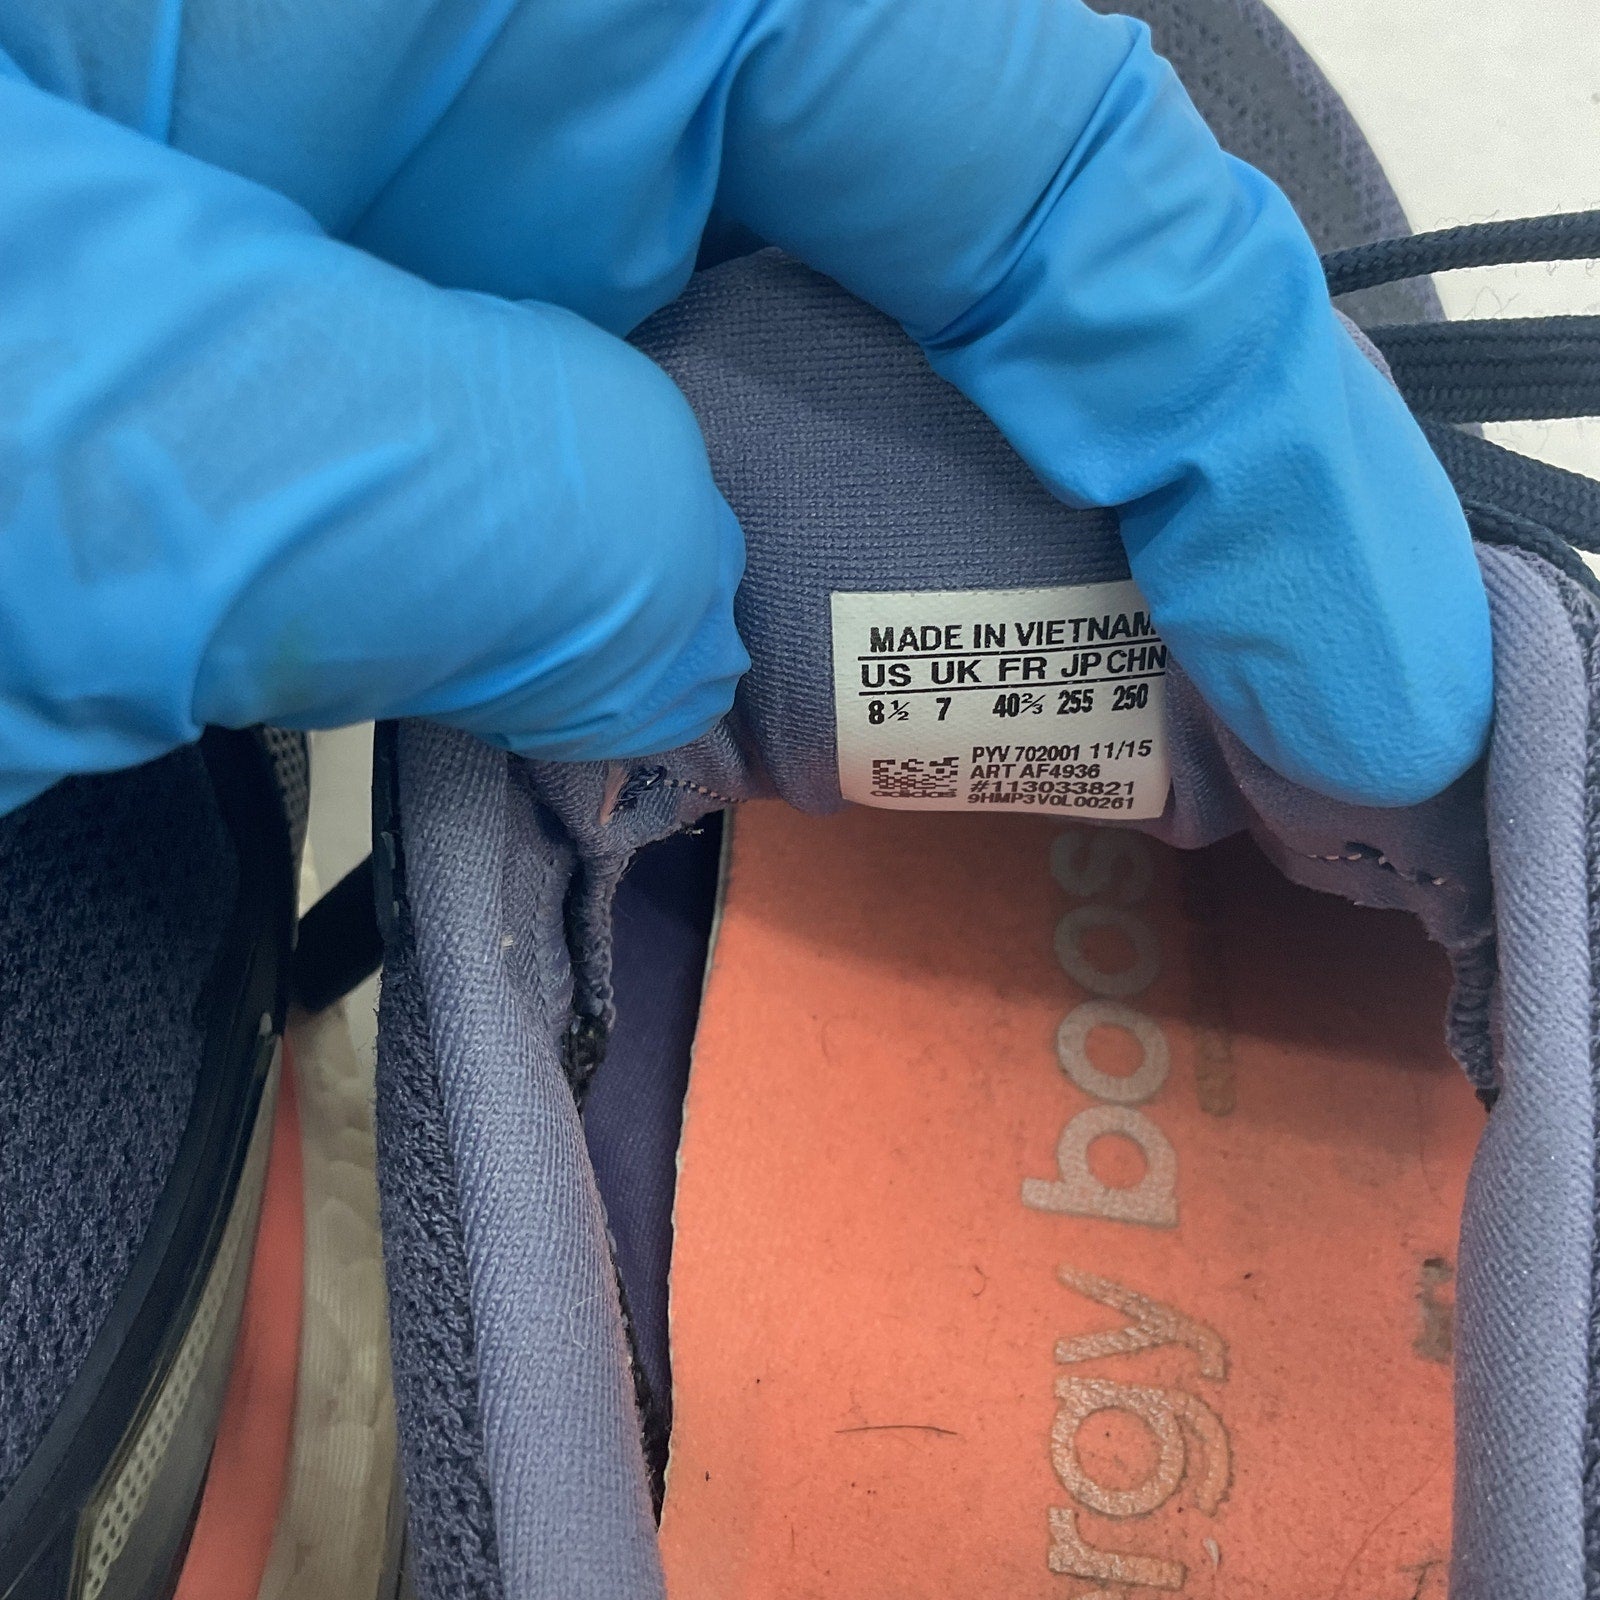 MADE IN VIETNAM
US UK FR JP CHN
8½ 7 40⅔ 255 250
PYV 702001 11/15
ART AF4936
#113033821
9HMP3V0L00261
adidas
rgy boos